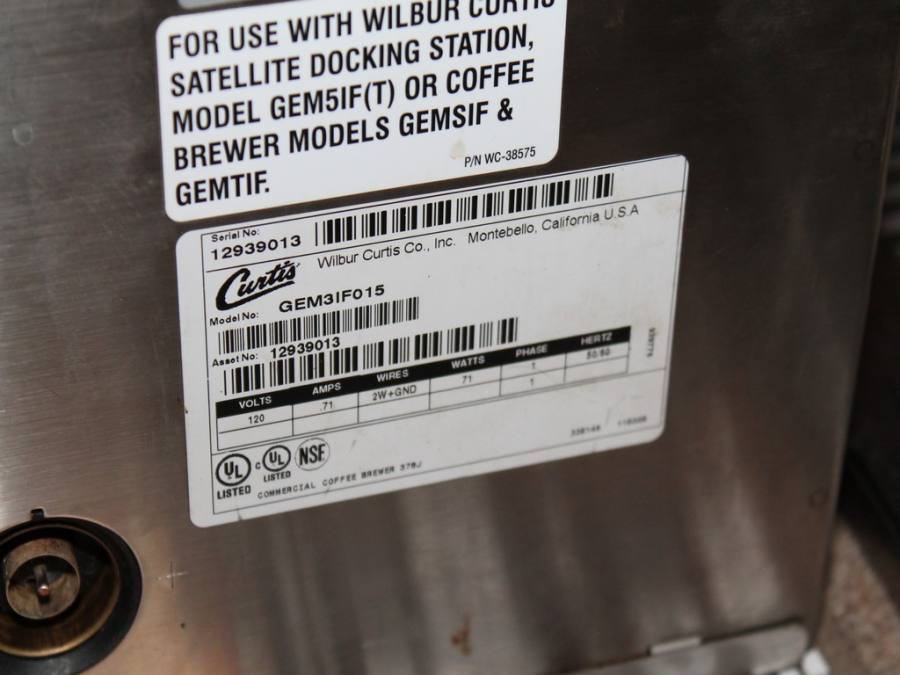 FOR USE WITH WILBUR CURTIS
SATELLITE DOCKING STATION,
MODEL GEM5IF(T) OR COFFEE
BREWER MODELS GEMSIF &
GEMTIF.
P/N WC-38575
Serial No:
12939013
Curtis
Wilbur Curtis Co., Inc. Montebello, California U.S.A
Model No: GEM3IF015
Asset No: 12939013
VOLTS AMPS WIRES WATTS PHASE HERTZ
120 .71 2W+GND 71 1 50/60
1
UL LISTED
C UL LISTED
NSF
COMMERCIAL COFFEE BREWER 378J